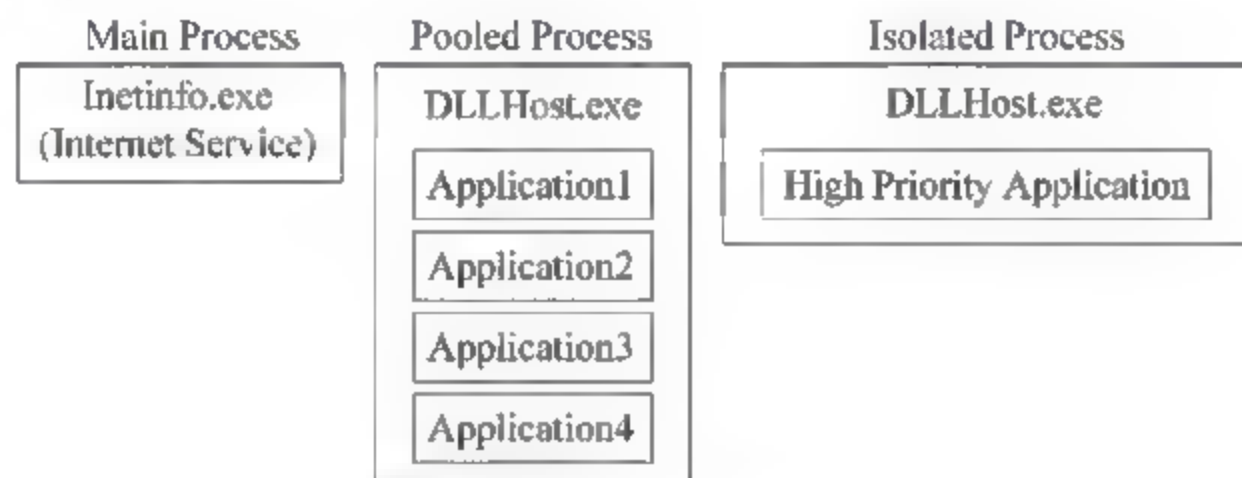 Main Process
Inetinfo.exe
(Internet Service)
Pooled Process
DLLHost.exe
Application1
Application2
Application3
Application4
Isolated Process
DLLHost.exe
High Priority Application